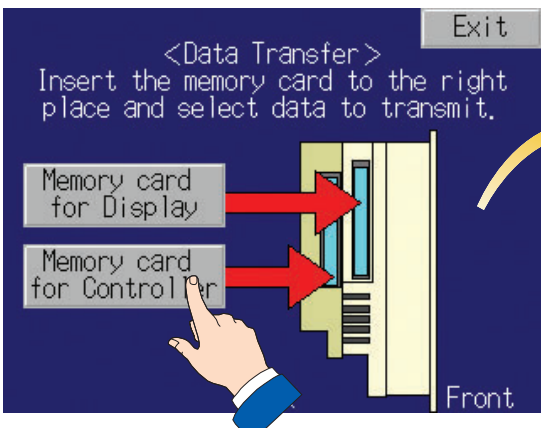 Exit
<Data Transfer>
Insert the memory card to the right
place and select data to transmit.
Memory card
for Display
Memory card
for Controller
Front